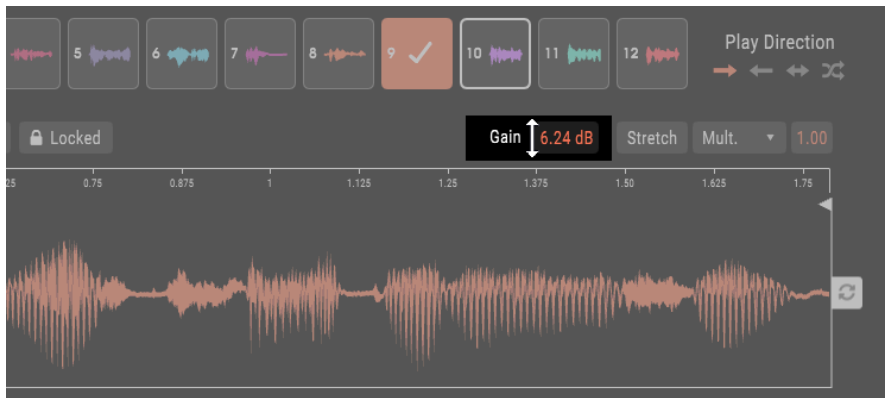 5 6 7 8 9 10 11 12 Play Direction
Locked Gain 6.24 dB Stretch Mult. 1.00
25 0.75 0.875 1 1.125 1.25 1.375 1.50 1.625 1.75